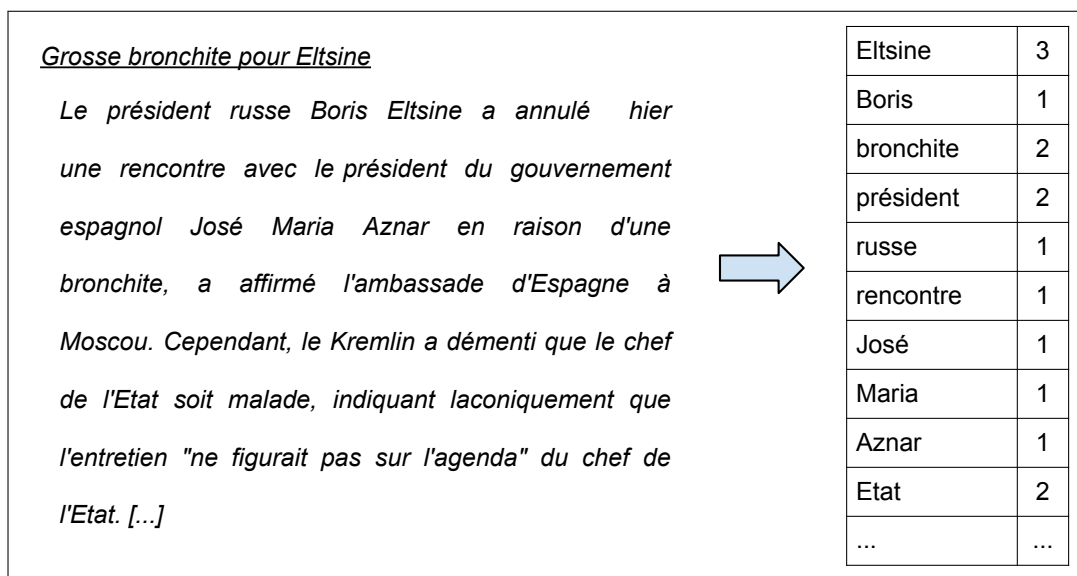 Grosse bronchite pour Eltsine
Le président russe Boris Eltsine a annulé hier
une rencontre avec le président du gouvernement
espagnol José Maria Aznar en raison d'une
bronchite, a affirmé l'ambassade d'Espagne à
Moscou. Cependant, le Kremlin a démenti que le chef
de l'Etat soit malade, indiquant laconiquement que
l'entretien "ne figurait pas sur l'agenda" du chef de
l'Etat. [...]
Eltsine 3
Boris 1
bronchite 2
président 2
russe 1
rencontre 1
José 1
Maria 1
Aznar 1
Etat 2
... ...